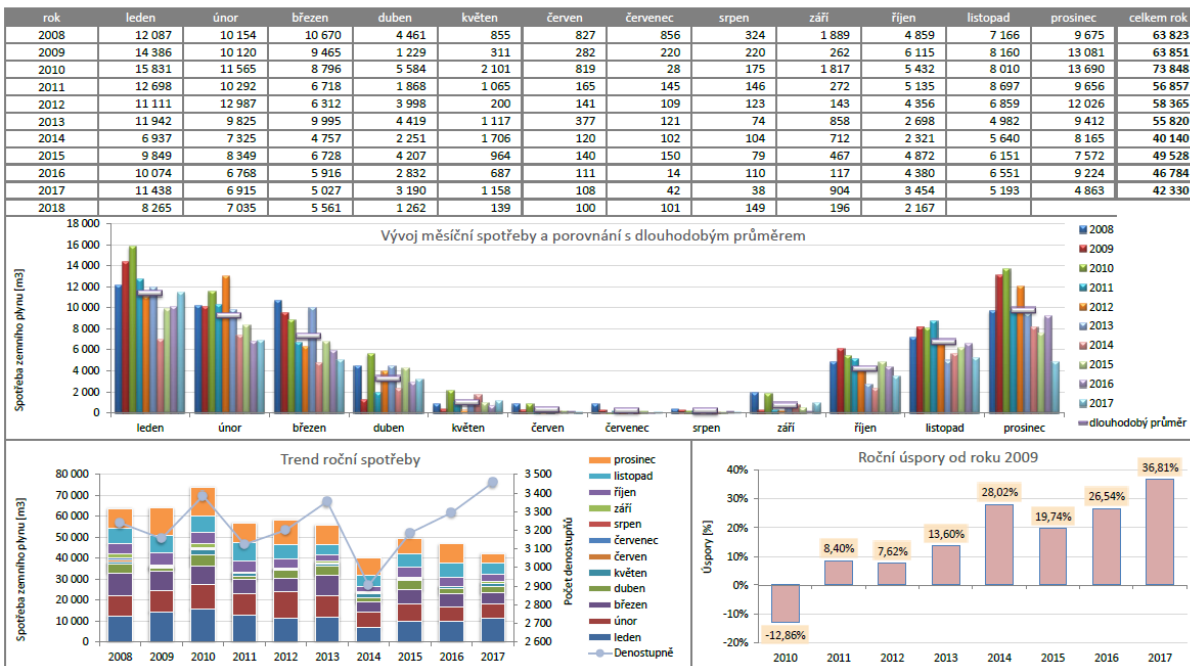 rok leden únor březen duben květen červen červenec srpen září říjen listopad prosinec celkem rok
2008 12 087 10 154 10 670 4 461 855 827 856 324 1 889 4 859 7 166 9 675 63 823
2009 14 386 10 120 9 465 1 229 311 282 220 220 262 6 115 8 160 13 081 63 851
2010 15 831 11 565 8 796 5 584 2 101 819 28 175 1 817 5 432 8 010 13 690 73 848
2011 12 698 10 292 6 718 1 868 1 065 165 145 146 272 5 135 8 697 9 656 56 857
2012 11 111 12 987 6 312 3 998 200 141 109 123 143 4 356 6 859 12 026 58 365
2013 11 942 9 825 9 995 4 419 1 117 377 121 74 858 2 698 4 982 9 412 55 820
2014 6 937 7 325 4 757 2 251 1 706 120 102 104 712 2 321 5 640 8 165 40 140
2015 9 849 8 349 6 728 4 207 964 140 150 79 467 4 872 6 151 7 572 49 528
2016 10 074 6 768 5 916 2 832 687 111 14 110 117 4 380 6 551 9 224 46 784
2017 11 438 6 915 5 027 3 190 1 158 108 42 38 904 3 454 5 193 4 863 42 330
2018 8 265 7 035 5 561 1 262 139 100 101 149 196 2 167
Vývoj měsíční spotřeby a porovnání s dlouhodobým průměrem
Spotřeba zemního plynu [m3]
18 000
16 000
14 000
12 000
10 000
8 000
6 000
4 000
2 000
0
leden únor březen duben květen červen červenec srpen září říjen listopad prosinec
2008
2009
2010
2011
2012
2013
2014
2015
2016
2017
dlouhodobý průměr
Trend roční spotřeby
Spotřeba zemního plynu [m3]
80 000
70 000
60 000
50 000
40 000
30 000
20 000
10 000
0
2008 2009 2010 2011 2012 2013 2014 2015 2016 2017
3 500
3 400
3 300
3 200
3 100
3 000
2 900
2 800
2 700
2 600
Počet denostupňů
prosinec
listopad
říjen
září
srpen
červenec
červen
květen
duben
březen
únor
leden
Denostupně
Roční úspory od roku 2009
Úspory [%]
40%
30%
20%
10%
0%
-10%
-20%
-12,86%
8,40%
7,62%
13,60%
28,02%
19,74%
26,54%
36,81%
2010 2011 2012 2013 2014 2015 2016 2017